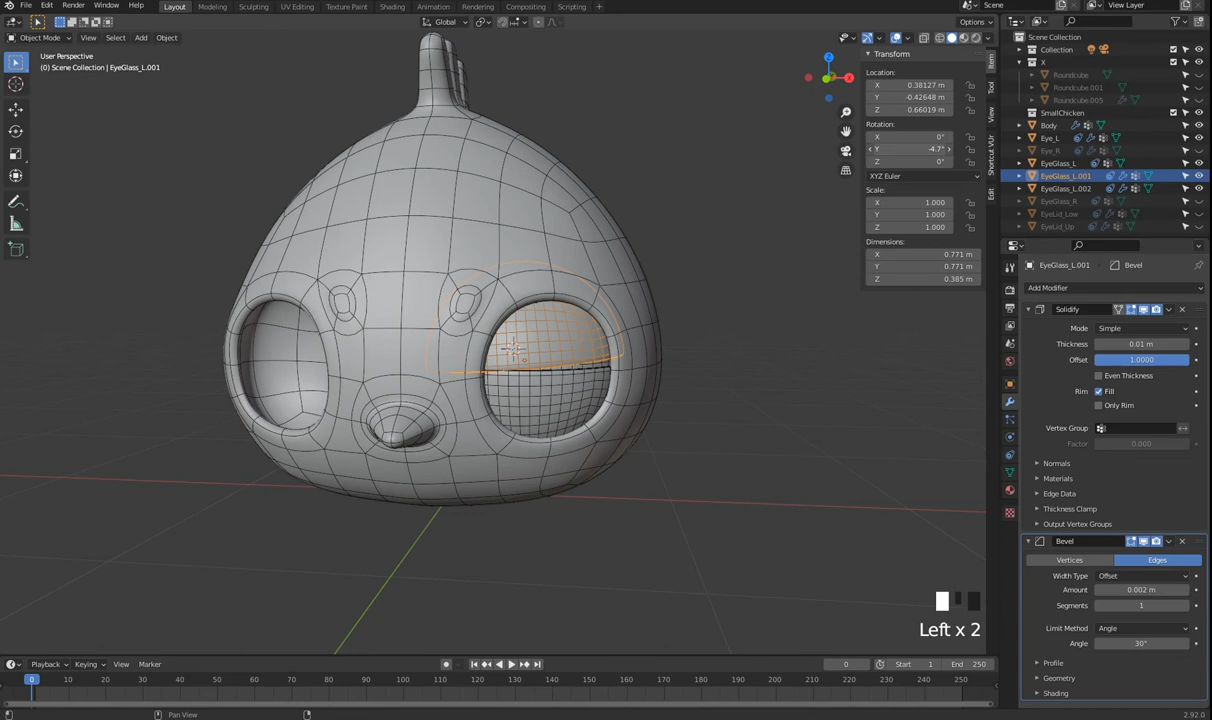 File Edit Render Window Help Layout Modeling Sculpting UV Editing Texture Paint Shading Animation Rendering Compositing Scripting + Scene View Layer
Global Options
Object Mode View Select Add Object
User Perspective
(0) Scene Collection | EyeGlass_L.001
Transform
Location:
X 0.38127 m
Y -0.42648 m
Z 0.66019 m
Rotation:
X 0°
Y -4.7°
Z 0°
XYZ Euler
Scale:
X 1.000
Y 1.000
Z 1.000
Dimensions:
X 0.771 m
Y 0.771 m
Z 0.385 m
Item
Tool
View
Shortcut VUr
Edit
Z
X
Scene Collection
Collection
X
Roundcube
Roundcube.001
Roundcube.005
SmallChicken
Body
Eye_L
Eye_R
EyeGlass_L
EyeGlass_L.001
EyeGlass_L.002
EyeGlass_R
EyeLid_Low
EyeLid_Up
EyeGlass_L.001 Bevel
Add Modifier
Solidify
Mode Simple
Thickness 0.01 m
Offset 1.0000
Even Thickness
Rim Fill
Only Rim
Vertex Group
Factor 0.000
Normals
Materials
Edge Data
Thickness Clamp
Output Vertex Groups
Bevel
Vertices Edges
Width Type Offset
Amount 0.002 m
Segments 1
Limit Method Angle
Angle 30°
Profile
Geometry
Shading
Left x 2
Playback Keying View Marker 0 Start 1 End 250
0 10 20 30 40 50 60 70 80 90 100 110 120 130 140 150 160 170 180 190 200 210 220 230 240 250
Pan View 2.92.0